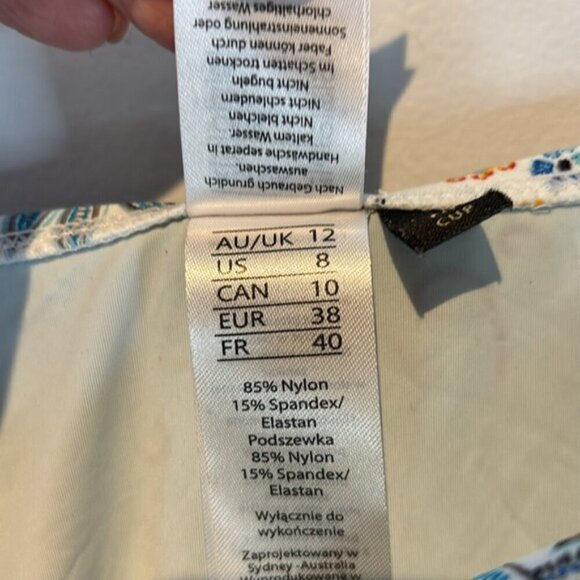 Nach Gebrauch grundlich
auswaschen.
Handwäsche seperat in
kaltem Wasser.
Nicht bleichen
Nicht schleudern
Nicht bugeln
Im Schatten trocknen
Faber können durch
Sonneneinstrahlung oder
chlorhaltiges Wasser
AU/UK 12
US 8
CAN 10
EUR 38
FR 40
85% Nylon
15% Spandex/
Elastan
Podszewka
85% Nylon
15% Spandex/
Elastan
Wyłącznie do
wykończenie
Zaprojektowany w
Sydney -Australia
Wyprodukowano w
CUP